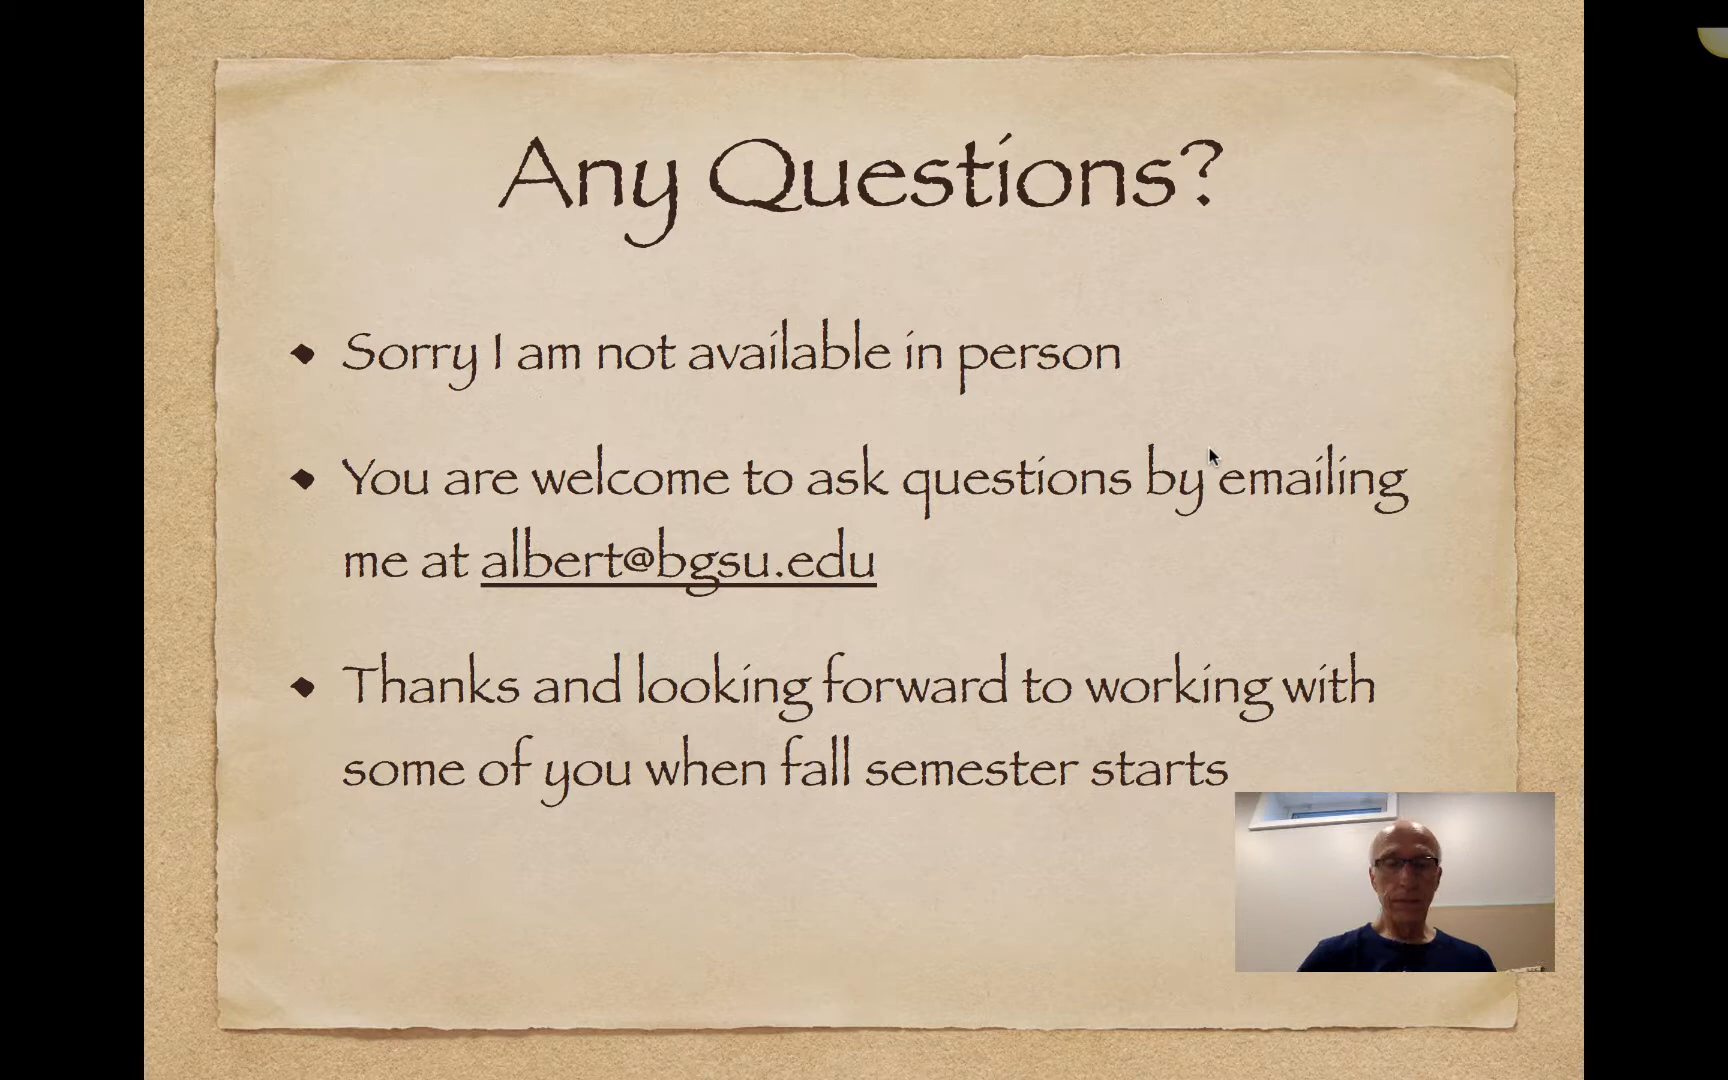 Any Questions?
Sorry I am not available in person
You are welcome to ask questions by emailing
me at albert@bgsu.edu
Thanks and looking forward to working with
some of you when fall semester starts